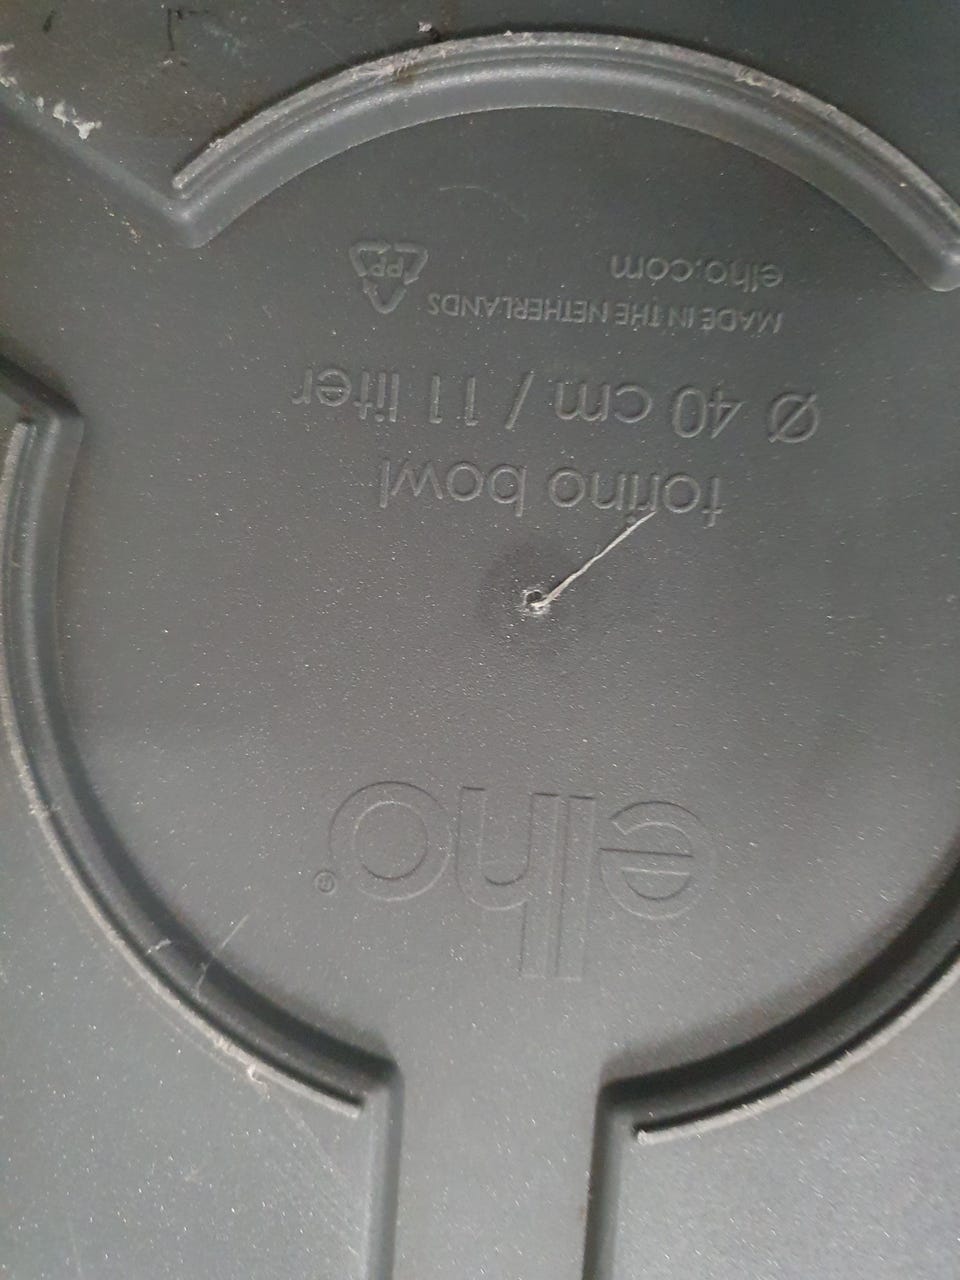 elho®
torino bowl
Ø 40 cm / 11 liter
MADE IN THE NETHERLANDS
elho.com
PP